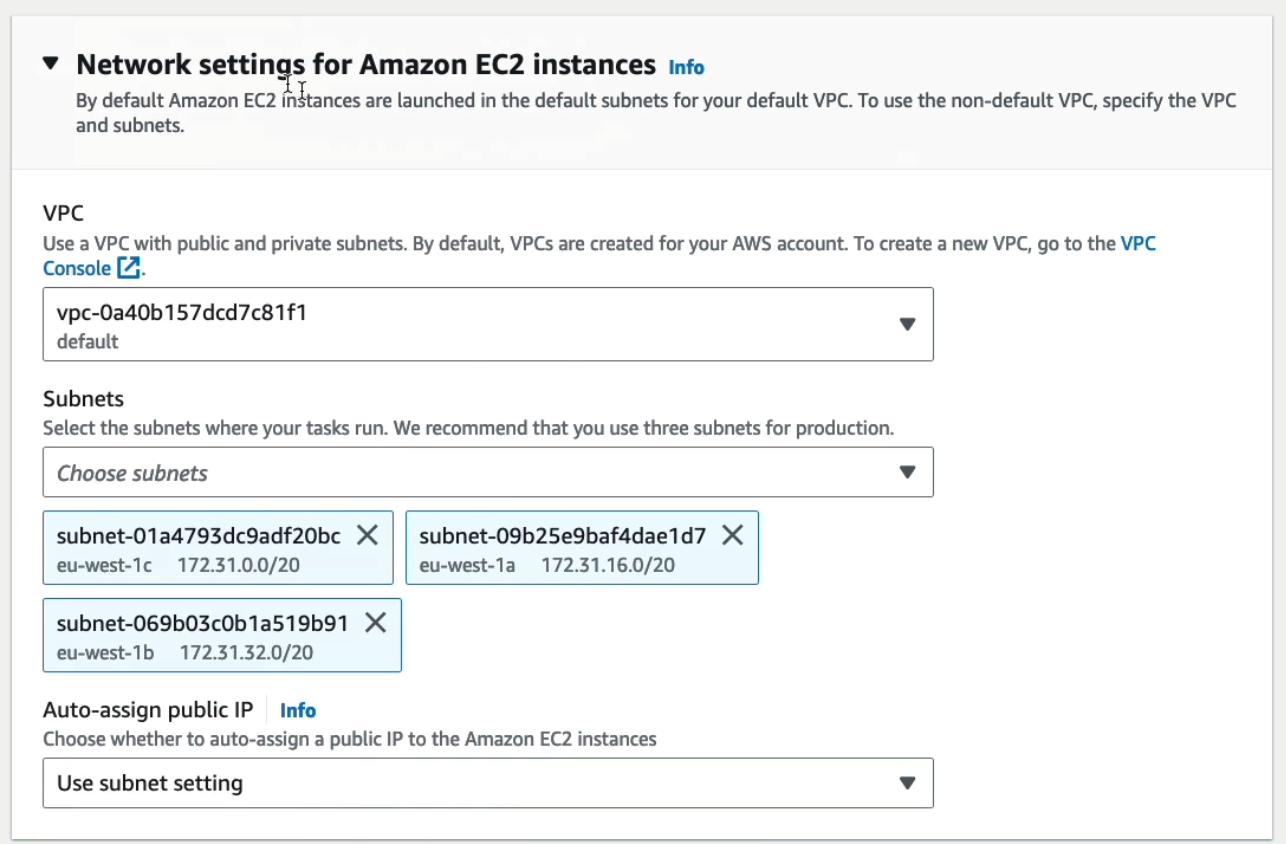 Network settings for Amazon EC2 instances Info
By default Amazon EC2 instances are launched in the default subnets for your default VPC. To use the non-default VPC, specify the VPC
and subnets.
VPC
Use a VPC with public and private subnets. By default, VPCs are created for your AWS account. To create a new VPC, go to the VPC
Console.
vpc-0a40b157dcd7c81f1
default
Subnets
Select the subnets where your tasks run. We recommend that you use three subnets for production.
Choose subnets
subnet-01a4793dc9adf20bc subnet-09b25e9baf4dae1d7
eu-west-1c 172.31.0.0/20 eu-west-1a 172.31.16.0/20
subnet-069b03c0b1a519b91
eu-west-1b 172.31.32.0/20
Auto-assign public IP Info
Choose whether to auto-assign a public IP to the Amazon EC2 instances
Use subnet setting